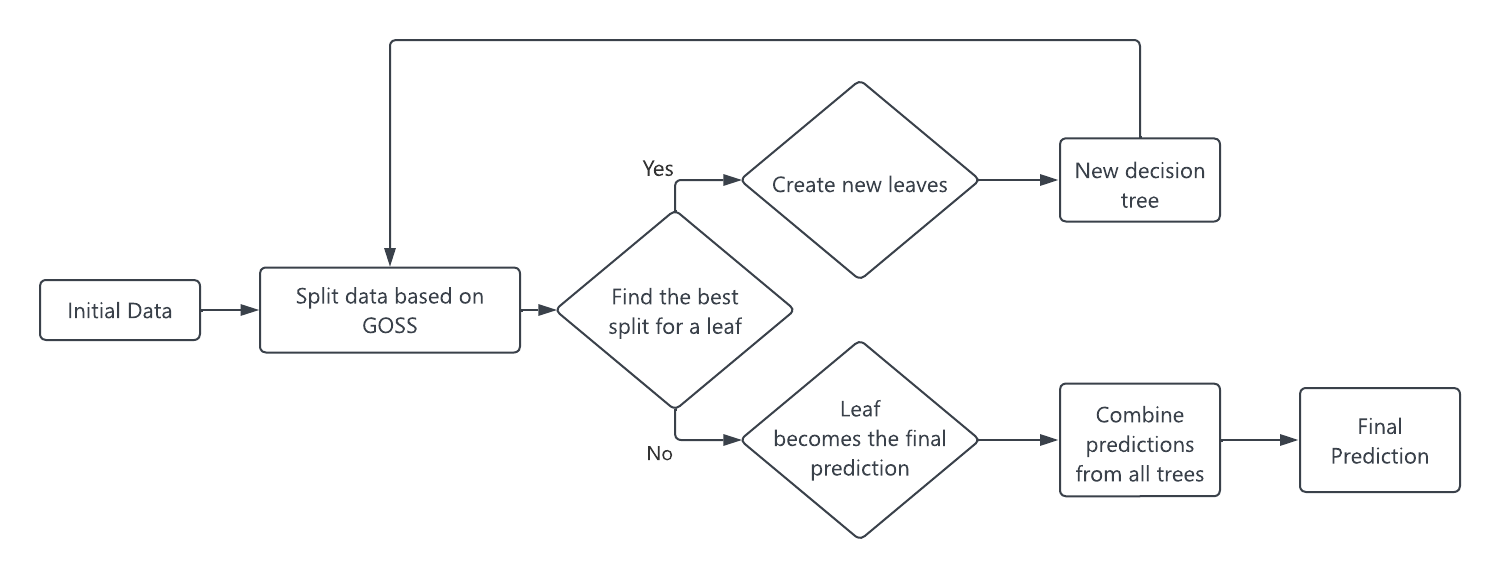 Initial Data
Split data based on
GOSS
Find the best
split for a leaf
Yes
Create new leaves
New decision
tree
No
Leaf
becomes the final
prediction
Combine
predictions
from all trees
Final
Prediction